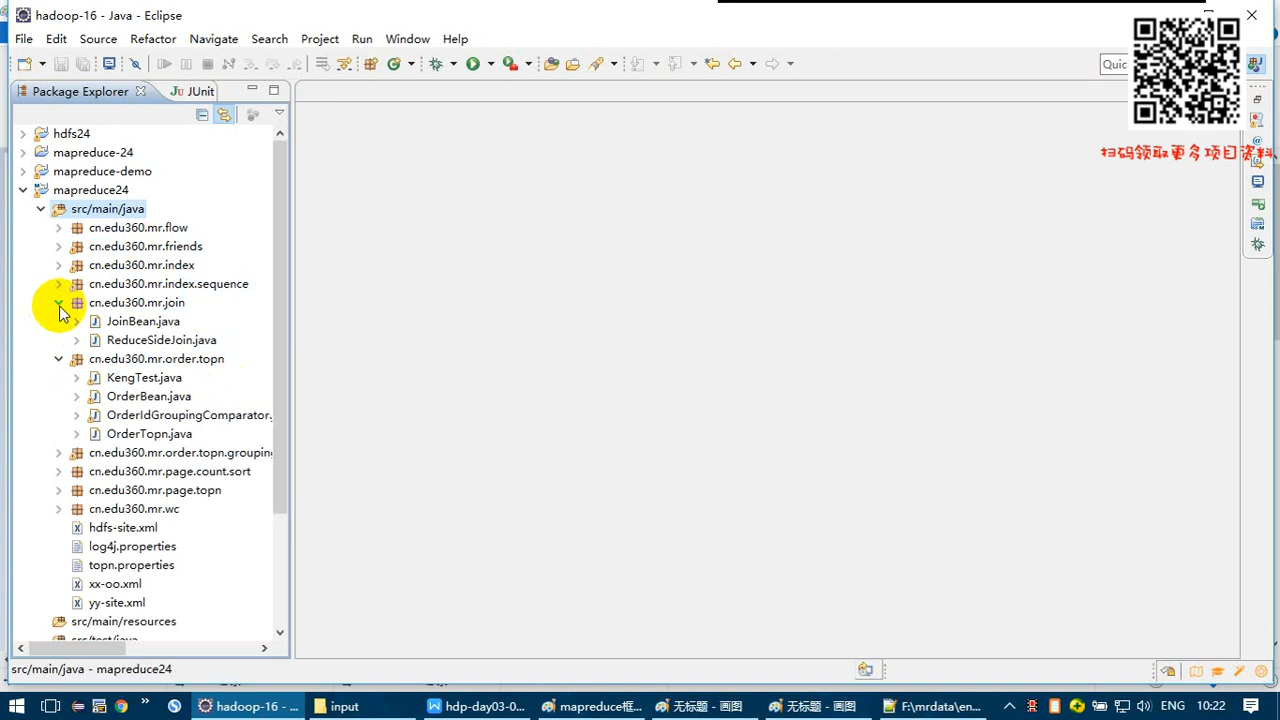 hadoop-16 - Java - Eclipse
File Edit Source Refactor Navigate Search Project Run Window Help
Quic
Package Explorer JUnit
hdfs24
mapreduce-24
mapreduce-demo
mapreduce24
src/main/java
cn.edu360.mr.flow
cn.edu360.mr.friends
cn.edu360.mr.index
cn.edu360.mr.index.sequence
cn.edu360.mr.join
JoinBean.java
ReduceSideJoin.java
cn.edu360.mr.order.topn
KengTest.java
OrderBean.java
OrderIdGroupingComparator.
OrderTopn.java
cn.edu360.mr.order.topn.grouping
cn.edu360.mr.page.count.sort
cn.edu360.mr.page.topn
cn.edu360.mr.wc
hdfs-site.xml
log4j.properties
topn.properties
xx-oo.xml
yy-site.xml
src/main/resources
src/test/java
扫码领取更多项目资料
src/main/java - mapreduce24
hadoop-16 - ... input hdp-day03-0... mapreduce框... 无标题 - 画图 无标题 - 画图 F:\mrdata\en... 10:22